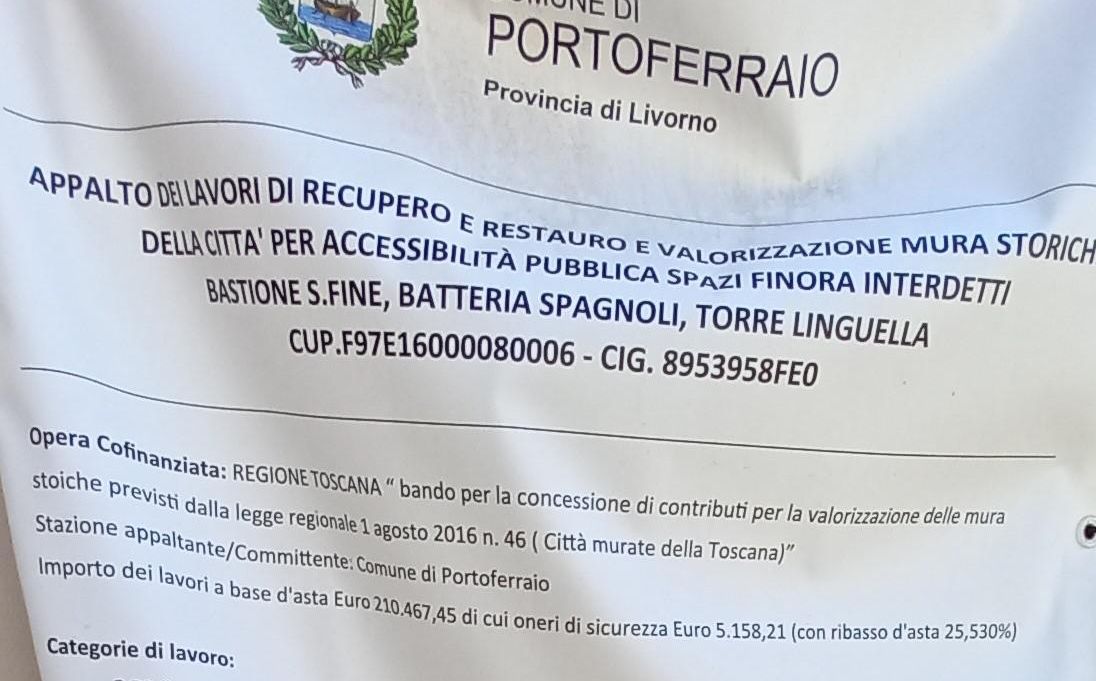 COMUNE DI
PORTOFERRAIO
Provincia di Livorno
APPALTO DEI LAVORI DI RECUPERO E RESTAURO E VALORIZZAZIONE MURA STORICH
DELLA CITTA' PER ACCESSIBILITÀ PUBBLICA SPAZI FINORA INTERDETTI
BASTIONE S.FINE, BATTERIA SPAGNOLI, TORRE LINGUELLA
CUP.F97E16000080006 - CIG. 8953958FE0
Opera Cofinanziata: REGIONE TOSCANA “ bando per la concessione di contributi per la valorizzazione delle mura
stoiche previsti dalla legge regionale 1 agosto 2016 n. 46 ( Città murate della Toscana)”
Stazione appaltante/Committente: Comune di Portoferraio
Importo dei lavori a base d'asta Euro 210.467,45 di cui oneri di sicurezza Euro 5.158,21 (con ribasso d'asta 25,530%)
Categorie di lavoro: